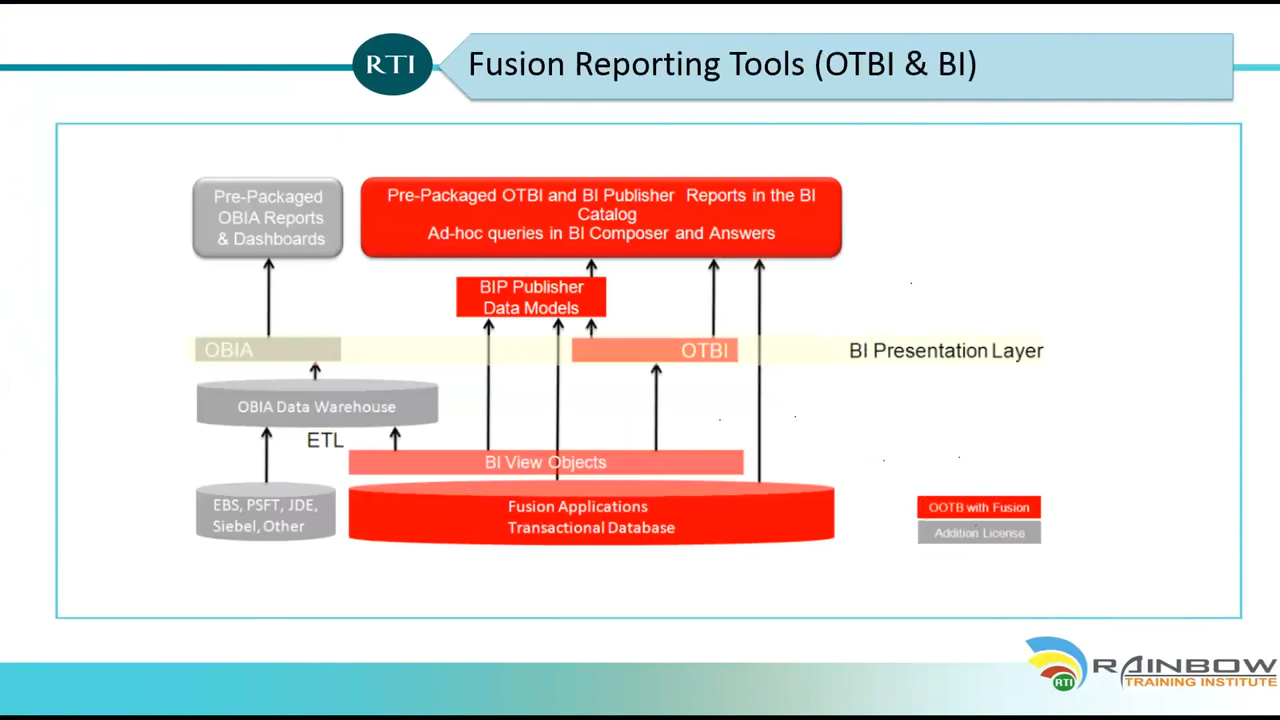 RTI
Fusion Reporting Tools (OTBI & BI)
Pre-Packaged
OBIA Reports
& Dashboards
Pre-Packaged OTBI and BI Publisher Reports in the BI
Catalog
Ad-hoc queries in BI Composer and Answers
BIP Publisher
Data Models
OBIA
OTBI
BI Presentation Layer
OBIA Data Warehouse
ETL
BI View Objects
EBS, PSFT, JDE,
Siebel, Other
Fusion Applications
Transactional Database
OOTB with Fusion
Addition License
RTI
RAINBOW
TRAINING INSTITUTE